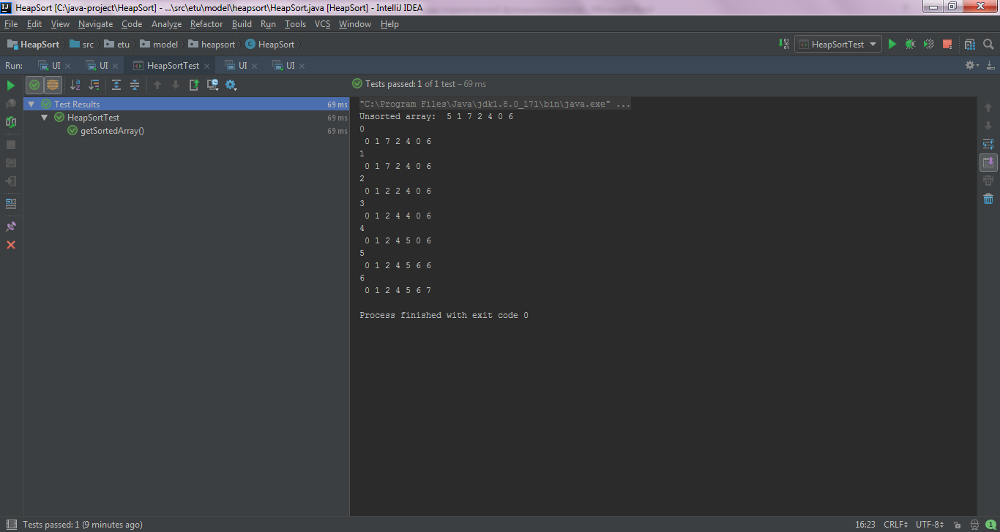 HeapSort [C:\java-project\HeapSort] - ...\src\etu\model\heapsort\HeapSort.java [HeapSort] - IntelliJ IDEA
File Edit View Navigate Code Analyze Refactor Build Run Tools VCS Window Help
HeapSort src etu model heapsort HeapSort HeapSortTest
Run: UI UI HeapSortTest UI UI
Tests passed: 1 of 1 test – 69 ms
Test Results 69 ms
HeapSortTest 69 ms
getSortedArray() 69 ms
"C:\Program Files\Java\jdk1.8.0_171\bin\java.exe" ...
Unsorted array:  5 1 7 2 4 0 6
0
0 1 7 2 4 0 6
1
0 1 7 2 4 0 6
2
0 1 2 2 4 0 6
3
0 1 2 4 4 0 6
4
0 1 2 4 5 0 6
5
0 1 2 4 5 6 6
6
0 1 2 4 5 6 7
Process finished with exit code 0
Tests passed: 1 (9 minutes ago) 16:23 CRLF UTF-8 1